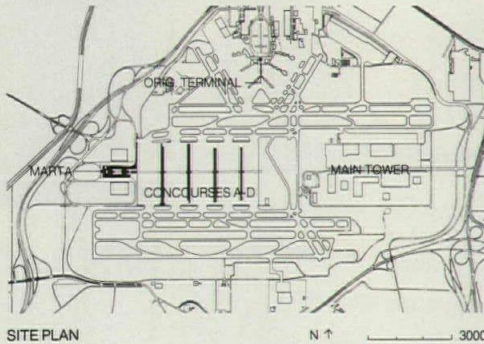 ORIG. TERMINAL
MARTA
MAIN TOWER
CONCOURSES A-D
SITE PLAN
N ↑
3000